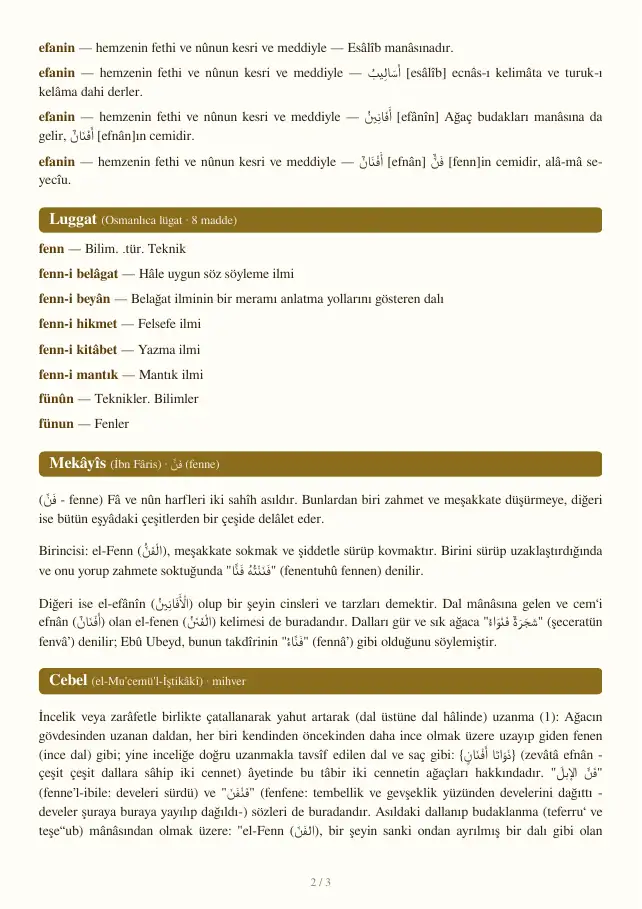 efanin — hemzenin fethi ve nûnun kesri ve meddiyle — Esâlîb manâsınadır.
efanin — hemzenin fethi ve nûnun kesri ve meddiyle — أَسَالِيبُ [esâlîb] ecnâs-ı kelimâta ve turuk-ı
kelâma dahi derler.
efanin — hemzenin fethi ve nûnun kesri ve meddiyle — أَفَانِينُ [efânîn] Ağaç budakları manâsına da
gelir, أَفْنَانٌ [efnân]ın cemidir.
efanin — hemzenin fethi ve nûnun kesri ve meddiyle — أَفْنَانٌ [efnân] فَنٌّ [fenn]in cemidir, alâ-mâ se-
yecîu.
Luggat (Osmanlıca lügat · 8 madde)
fenn — Bilim. .tür. Teknik
fenn-i belâgat — Hâle uygun söz söyleme ilmi
fenn-i beyân — Belağat ilminin bir meramı anlatma yollarını gösteren dalı
fenn-i hikmet — Felsefe ilmi
fenn-i kitâbet — Yazma ilmi
fenn-i mantık — Mantık ilmi
fünûn — Teknikler. Bilimler
fünun — Fenler
Mekâyîs (İbn Fâris) · فَنَّ (fenne)
(فَنَّ - fenne) Fâ ve nûn harfleri iki sahîh asıldır. Bunlardan biri zahmet ve meşakkate düşürmeye, diğeri
ise bütün eşyâdaki çeşitlerden bir çeşide delâlet eder.
Birincisi: el-Fenn (الْفَنُّ), meşakkate sokmak ve şiddetle sürüp kovmaktır. Birini sürüp uzaklaştırdığında
ve onu yorup zahmete soktuğunda "فَنَنْتُهُ فَنًّا" (fenentuhû fennen) denilir.
Diğeri ise el-efânîn (الْأَفَانِينُ) olup bir şeyin cinsleri ve tarzları demektir. Dal mânâsına gelen ve cem‘i
efnân (أَفْنَانٌ) olan el-fenen (الْفَنَنُ) kelimesi de buradandır. Dalları gür ve sık ağaca "شَجَرَةٌ فَنْوَاءُ" (şeceratün
fenvâ’) denilir; Ebû Ubeyd, bunun takdîrinin "فَنَّاءُ" (fennâ’) gibi olduğunu söylemiştir.
Cebel (el-Mu'cemü'l-İştikâkî) · mihver
İncelik veya zarâfetle birlikte çatallanarak yahut artarak (dal üstüne dal hâlinde) uzanma (1): Ağacın
gövdesinden uzanan daldan, her biri kendinden öncekinden daha ince olmak üzere uzayıp giden fenen
(ince dal) gibi; yine inceliğe doğru uzanmakla tavsîf edilen dal ve saç gibi: {ذَوَاتَا أَفْنَانٍ} (zevâtâ efnân -
çeşit çeşit dallara sâhip iki cennet) âyetinde bu tâbir iki cennetin ağaçları hakkındadır. "فَنَّ الإبلَ"
(fenne’l-ibile: develeri sürdü) ve "فَنْفَنَ" (fenfene: tembellik ve gevşeklik yüzünden develerini dağıttı -
develer şuraya buraya yayılıp dağıldı-) sözleri de buradandır. Asıldaki dallanıp budaklanma (teferru‘ ve
teşe“ub) mânâsından olmak üzere: "el-Fenn (الفَنّ), bir şeyin sanki ondan ayrılmış bir dalı gibi olan
2 / 3